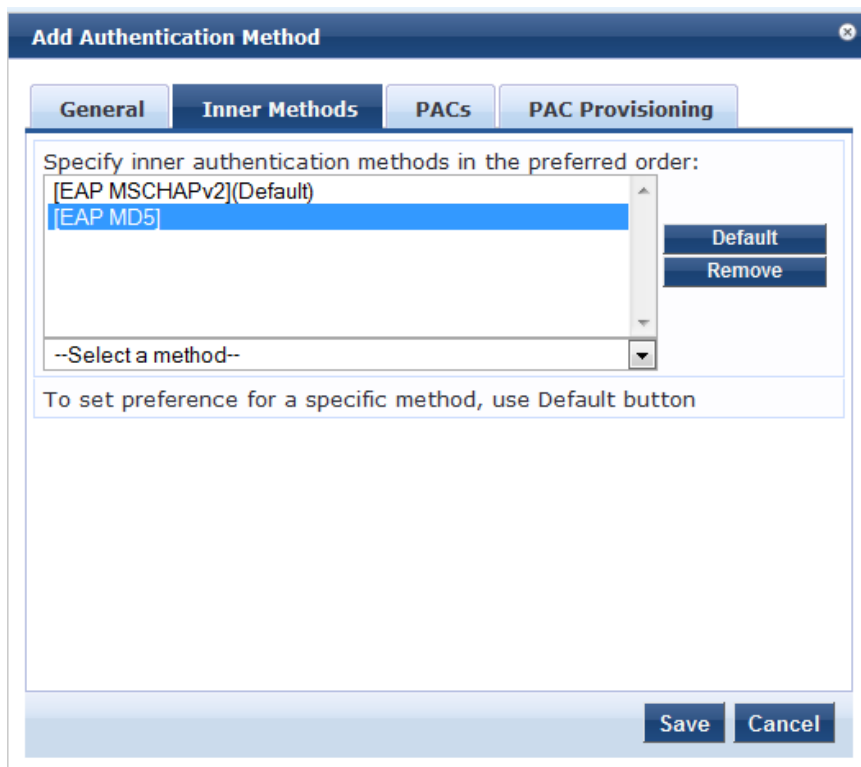 Add Authentication Method
General Inner Methods PACs PAC Provisioning
Specify inner authentication methods in the preferred order:
[EAP MSCHAPv2](Default)
[EAP MD5]
Default
Remove
--Select a method--
To set preference for a specific method, use Default button
Save Cancel